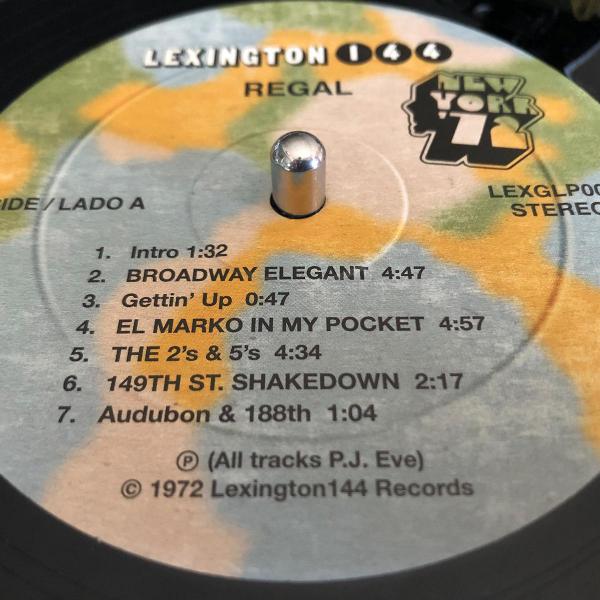 LEXINGTON 144
REGAL
NEW
YORK
'72
SIDE / LADO A
LEXGLP00
STEREO
1. Intro 1:32
2. BROADWAY ELEGANT 4:47
3. Gettin' Up 0:47
4. EL MARKO IN MY POCKET 4:57
5. THE 2's & 5's 4:34
6. 149TH ST. SHAKEDOWN 2:17
7. Audubon & 188th 1:04
℗ (All tracks P.J. Eve)
© 1972 Lexington144 Records